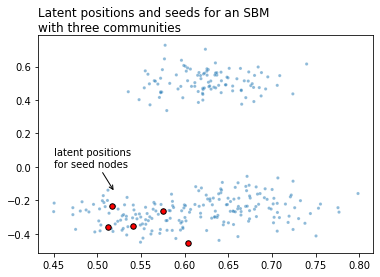 Latent positions and seeds for an SBM
with three communities
0.6
0.4
0.2
0.0
−0.2
−0.4
latent positions
for seed nodes
0.45 0.50 0.55 0.60 0.65 0.70 0.75 0.80